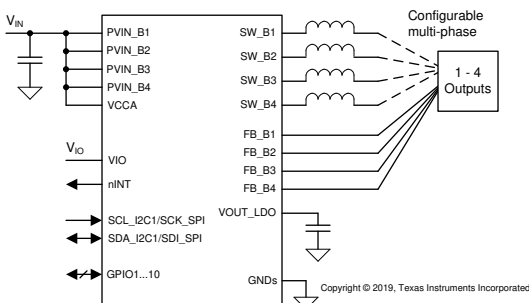 VIN
PVIN_B1
PVIN_B2
PVIN_B3
PVIN_B4
VCCA
VIO
VIO
nINT
SCL_I2C1/SCK_SPI
SDA_I2C1/SDI_SPI
GPIO1...10
SW_B1
SW_B2
SW_B3
SW_B4
FB_B1
FB_B2
FB_B3
FB_B4
VOUT_LDO
GNDs
Configurable
multi-phase
1 - 4
Outputs
Copyright © 2019, Texas Instruments Incorporated